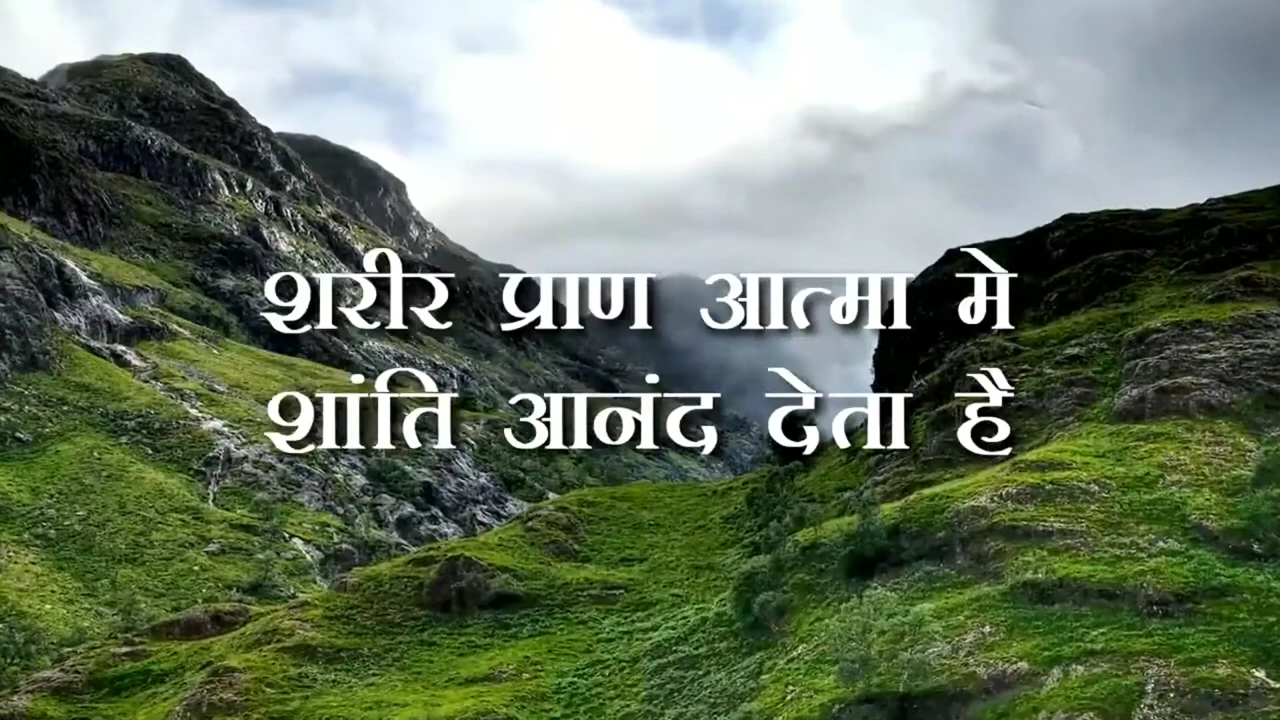 शरीर प्राण आत्मा मे
शांति आनंद देता है